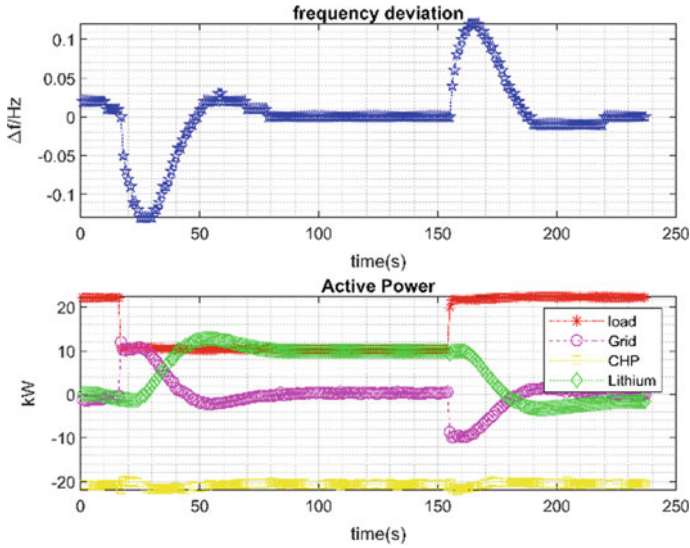 frequency deviation
0.1
0.05
0
-0.05
-0.1
Δf/Hz
0 50 100 150 200 250
time(s)
Active Power
20
10
0
-10
-20
kW
load
Grid
CHP
Lithium
0 50 100 150 200 250
time(s)